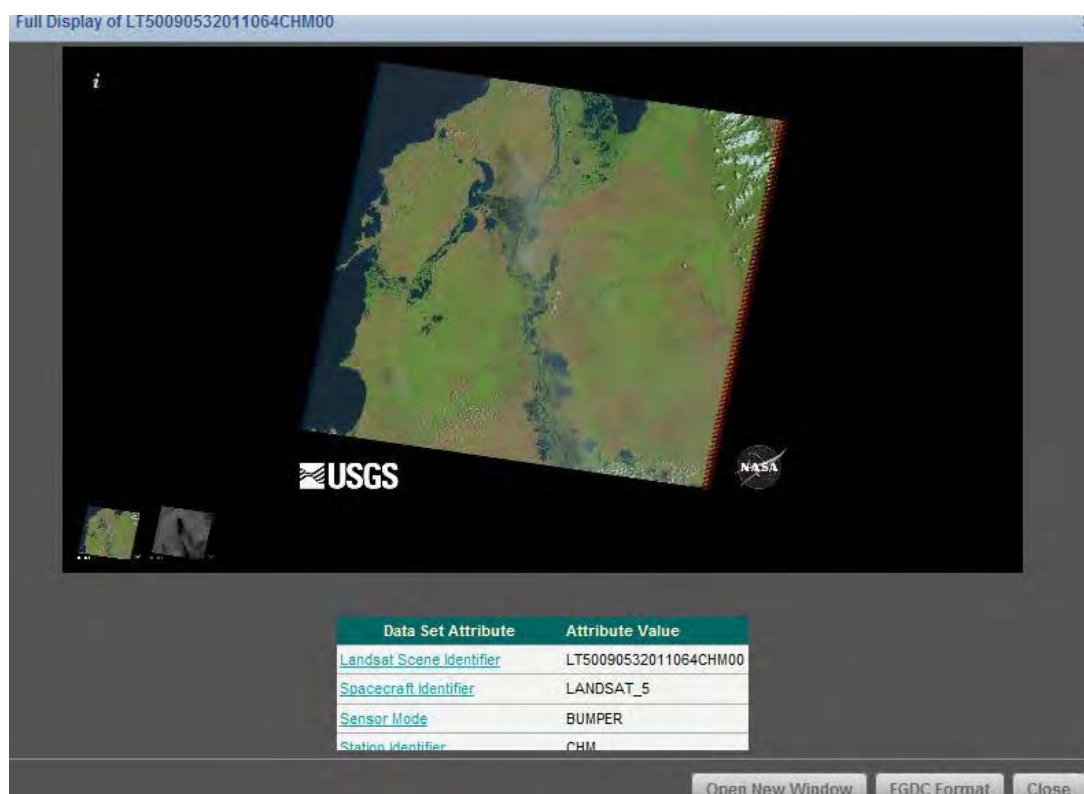 Full Display of LT50090532011064CHM00
i
USGS
NASA
Data Set Attribute Attribute Value
Landsat Scene Identifier LT50090532011064CHM00
Spacecraft Identifier LANDSAT_5
Sensor Mode BUMPER
Station Identifier CHM
Open New Window FGDC Format Close